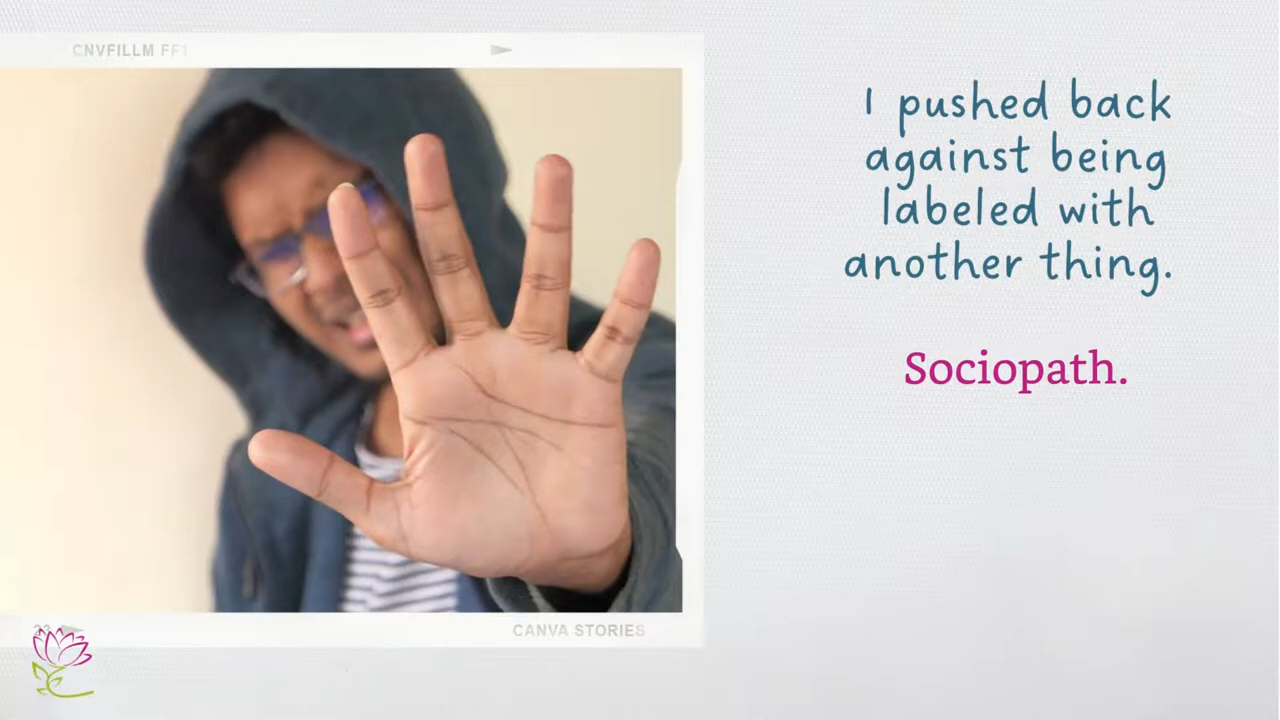 CNVFILLM FF1
I pushed back
against being
labeled with
another thing.
Sociopath.
CANVA STORIES